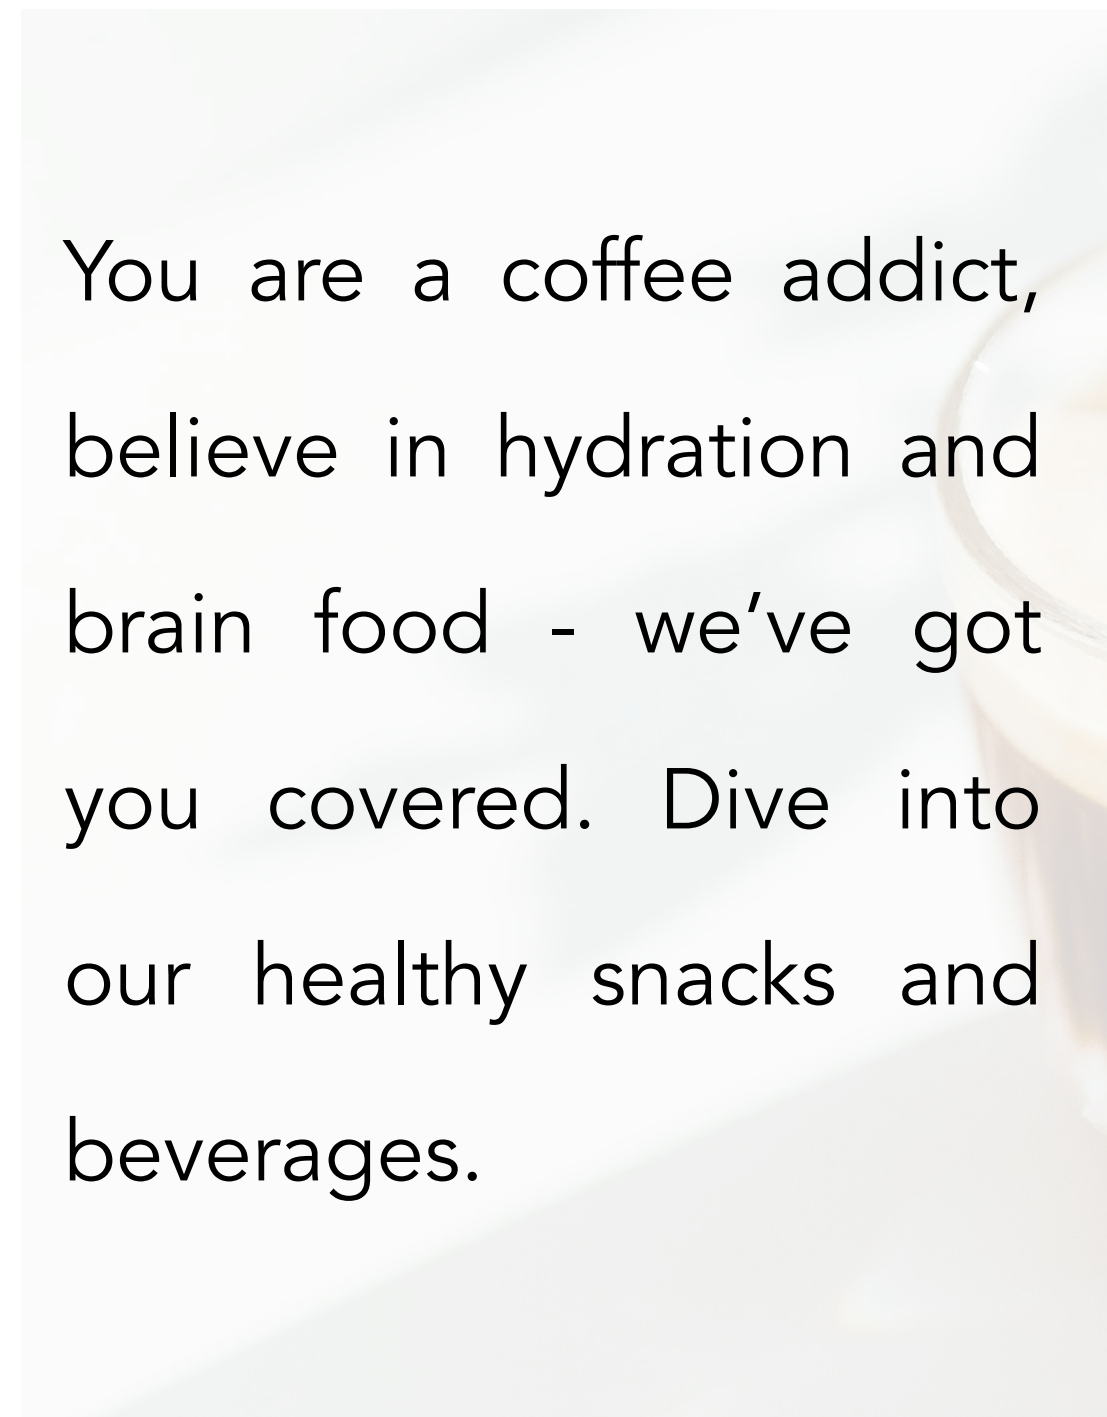 You are a coffee addict,
believe in hydration and
brain food - we’ve got
you covered. Dive into
our healthy snacks and
beverages.